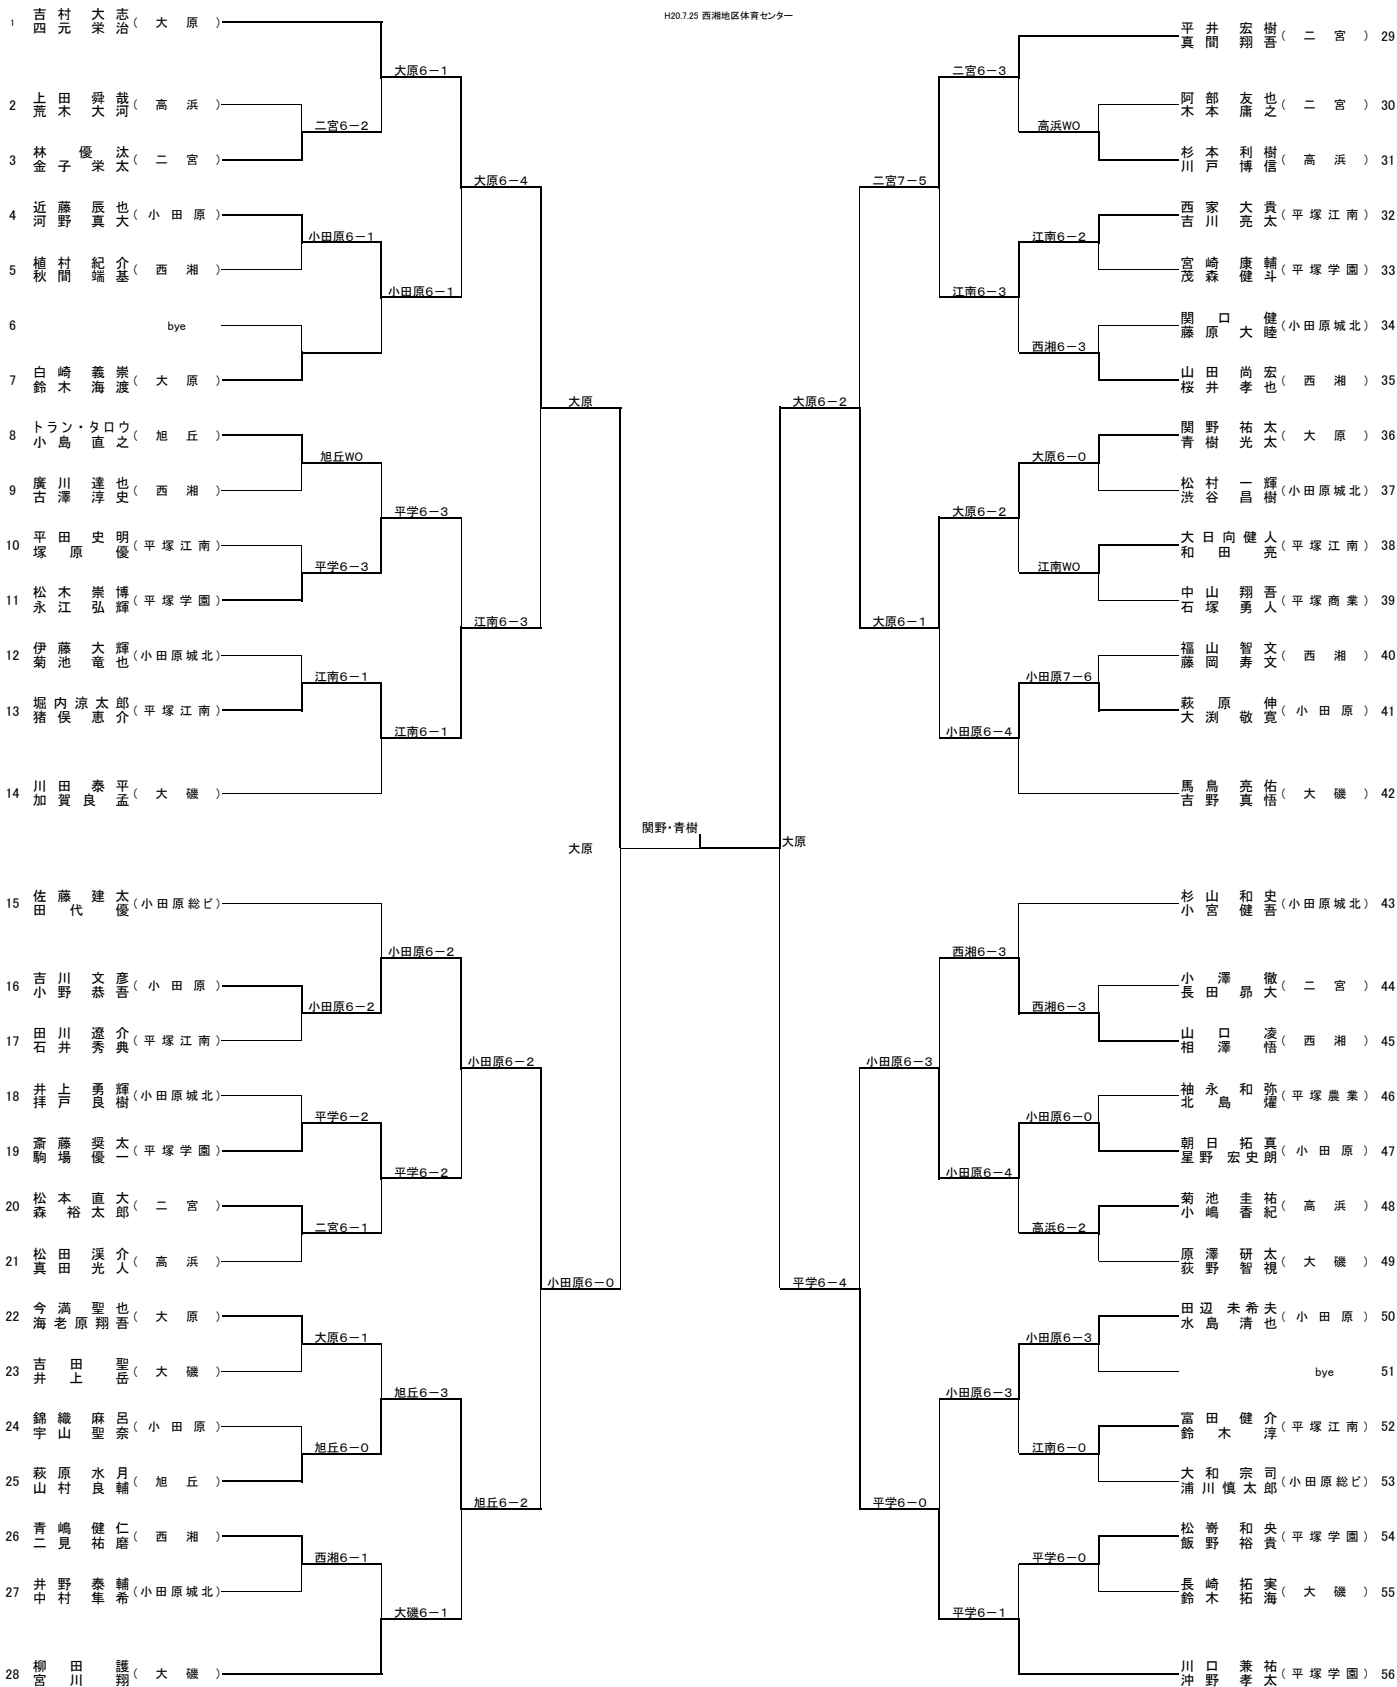 H20.7.25 西湘地区体育センター
1 吉村 大志 (大原)
四元 栄治
2 上田 舜哉 (高浜)
荒木 大河
3 林 優汰 (二宮)
金子 栄太
4 近藤 辰也 (小田原)
河野 真大
5 植村 紀介 (西湘)
秋間 端基
6 bye
7 白崎 義崇 (大原)
鈴木 海渡
8 トラン・タロウ (旭丘)
小島 直之
9 廣川 達也 (西湘)
古澤 淳史
10 平田 史明 (平塚江南)
塚原 優
11 松木 崇博 (平塚学園)
永江 弘輝
12 伊藤 大輝 (小田原城北)
菊池 竜也
13 堀内 涼太郎 (平塚江南)
猪俣 恵介
14 川田 泰平 (大磯)
加賀 良孟
15 佐藤 建太 (小田原総ビ)
田代 優
16 吉川 文彦 (小田原)
小野 恭吾
17 田川 遼介 (平塚江南)
石井 秀典
18 井上 勇輝 (小田原城北)
拝戸 良樹
19 斎藤 奨太 (平塚学園)
駒場 優一
20 松本 直大 (二宮)
森 裕太郎
21 松田 渓介 (高浜)
真田 光人
22 今満 聖也 (大原)
海老原 翔吾
23 吉田 聖 (大磯)
井上 岳
24 錦織 麻呂 (小田原)
宇山 聖奈
25 萩原 水月 (旭丘)
山村 良輔
26 青嶋 健仁 (西湘)
二見 祐磨
27 井野 泰輔 (小田原城北)
中村 隼希
28 柳田 護 (大磯)
宮川 翔
二宮6-2
小田原6-1
旭丘WO
平学6-3
江南6-1
小田原6-2
平学6-2
二宮6-1
大原6-1
旭丘6-0
西湘6-1
大原6-1
小田原6-1
平学6-3
江南6-1
小田原6-2
平学6-2
旭丘6-3
大磯6-1
大原6-4
江南6-3
小田原6-2
旭丘6-2
大原
小田原6-0
大原
関野・青樹
大原
大原6-2
平学6-4
二宮7-5
大原6-1
小田原6-3
平学6-0
二宮6-3
江南6-3
大原6-2
小田原6-4
西湘6-3
小田原6-4
小田原6-3
平学6-1
高浜WO
江南6-2
西湘6-3
大原6-0
江南WO
小田原7-6
西湘6-3
小田原6-0
高浜6-2
小田原6-3
江南6-0
平学6-0
平井 宏樹 (二宮) 29
真間 翔吾
阿部 友也 (二宮) 30
木本 庸之
杉本 利樹 (高浜) 31
川戸 博信
西家 大貴 (平塚江南) 32
吉川 亮太
宮崎 康輔 (平塚学園) 33
茂森 健斗
関口 健 (小田原城北) 34
藤原 大睦
山田 尚宏 (西湘) 35
桜井 孝也
関野 祐太 (大原) 36
青樹 光太
松村 一輝 (小田原城北) 37
渋谷 昌樹
大日向 健人 (平塚江南) 38
和田 亮
中山 翔吾 (平塚商業) 39
石塚 勇人
福山 智文 (西湘) 40
藤岡 寿文
萩原 伸 (小田原) 41
大渕 敬寛
馬鳥 亮佑 (大磯) 42
吉野 真悟
杉山 和史 (小田原城北) 43
小宮 健吾
小澤 徹 (二宮) 44
長田 昴大
山口 凌 (西湘) 45
相澤 悟
袖永 和弥 (平塚農業) 46
北島 燿
朝日 拓真 (小田原) 47
星野 宏史朗
菊池 圭祐 (高浜) 48
小嶋 香紀
原澤 研太 (大磯) 49
荻野 智視
田辺 未希夫 (小田原) 50
水島 清也
bye 51
富田 健介 (平塚江南) 52
鈴木 淳
大和 宗司 (小田原総ビ) 53
浦川 慎太郎
松嵜 和央 (平塚学園) 54
飯野 裕貴
長崎 拓実 (大磯) 55
鈴木 拓海
川口 兼祐 (平塚学園) 56
沖野 孝太